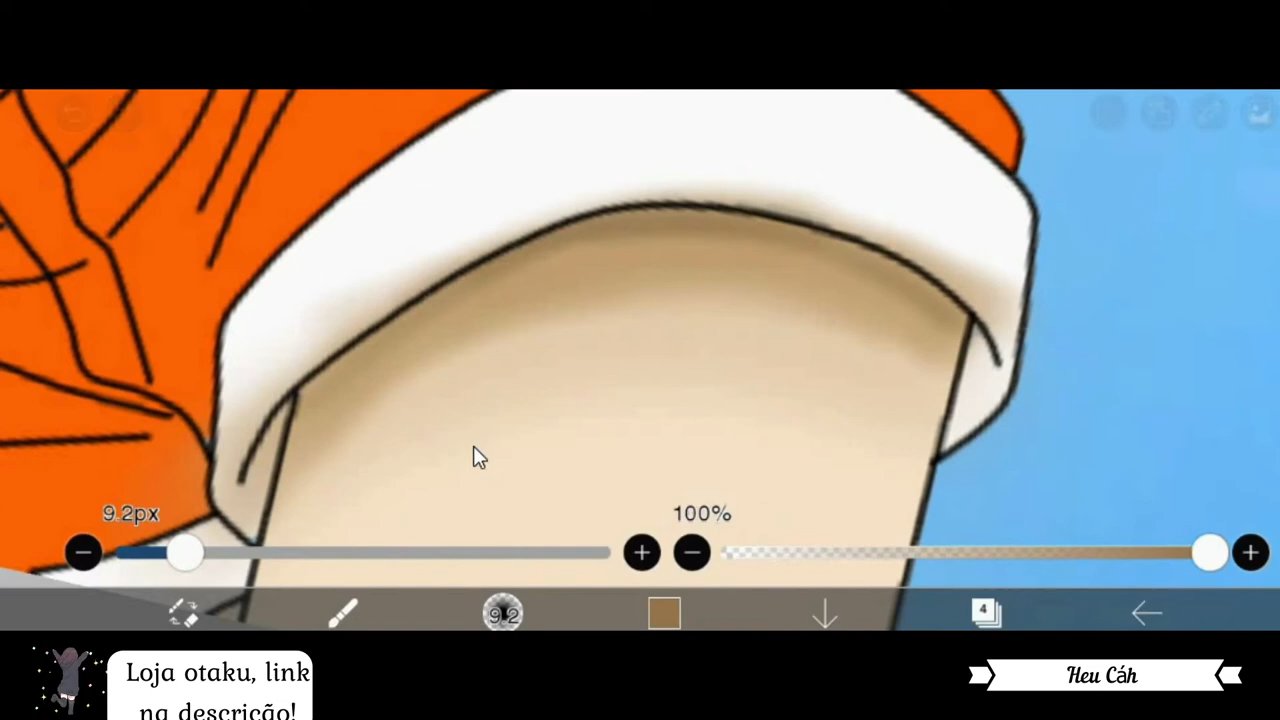 9.2px
100%
9.2
4
Loja otaku, link
na descrição!
Heu Cáh